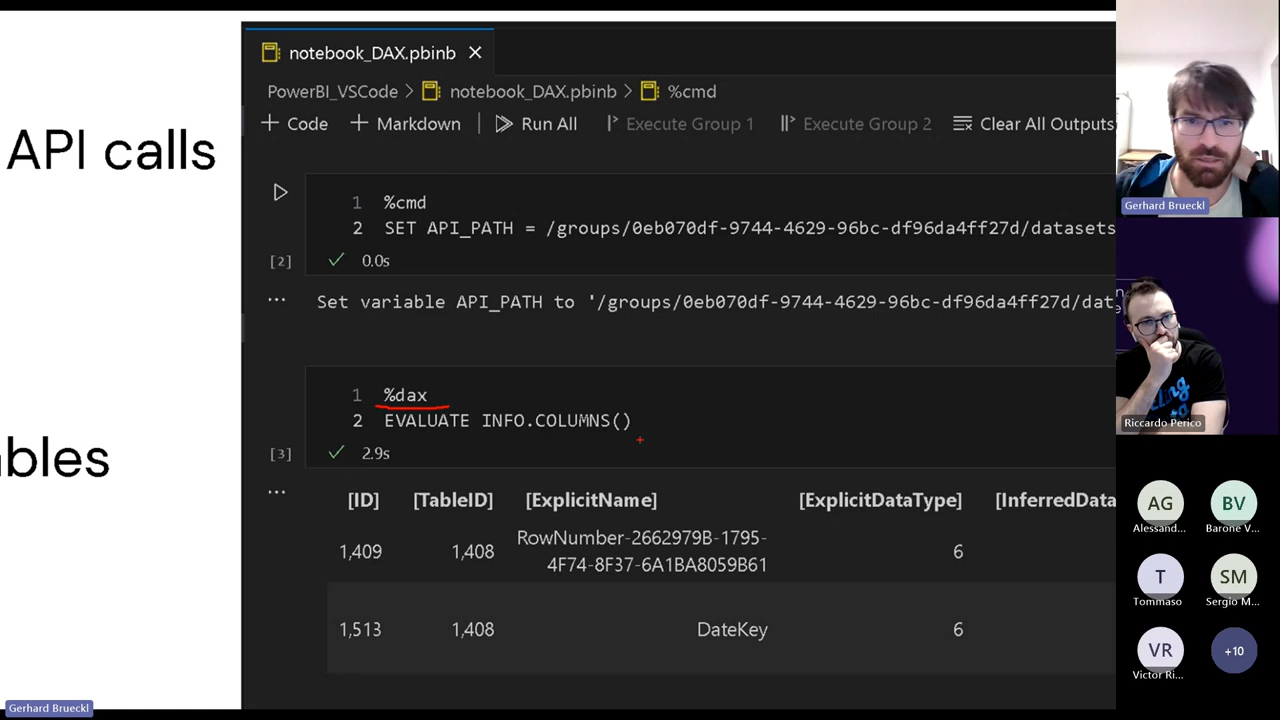 API calls
ables
notebook_DAX.pbinb
PowerBI_VSCode > notebook_DAX.pbinb > %cmd
+ Code + Markdown Run All Execute Group 1 Execute Group 2 Clear All Outputs
1 %cmd
2 SET API_PATH = /groups/0eb070df-9744-4629-96bc-df96da4ff27d/datasets
[2] 0.0s
Set variable API_PATH to '/groups/0eb070df-9744-4629-96bc-df96da4ff27d/dat
1 %dax
2 EVALUATE INFO.COLUMNS()
[3] 2.9s
[ID] [TableID] [ExplicitName] [ExplicitDataType] [InferredData
1,409 1,408 RowNumber-2662979B-1795-
4F74-8F37-6A1BA8059B61 6
1,513 1,408 DateKey 6
Gerhard Brueckl
Riccardo Perico
AG
Alessand...
BV
Barone V...
T
Tommaso
SM
Sergio M...
VR
Victor Ri...
+10
Gerhard Brueckl